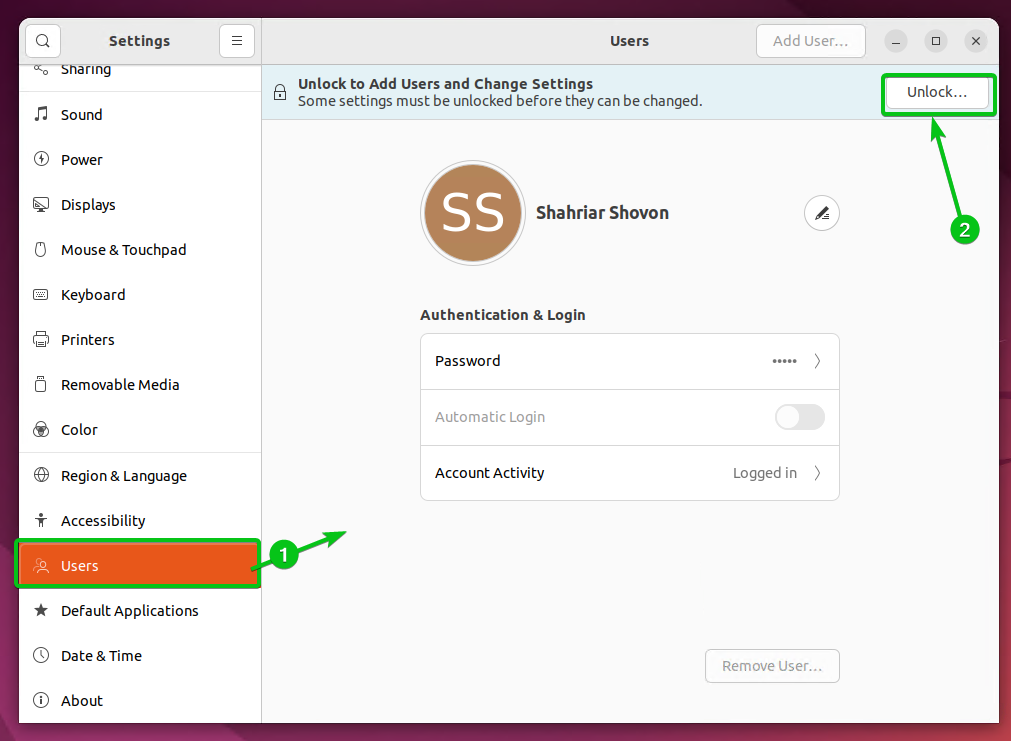 Settings
Users
Add User...
Sharing
Sound
Power
Displays
Mouse & Touchpad
Keyboard
Printers
Removable Media
Color
Region & Language
Accessibility
Users
Default Applications
Date & Time
About
Unlock to Add Users and Change Settings
Some settings must be unlocked before they can be changed.
Unlock...
2
SS
Shahriar Shovon
Authentication & Login
Password •••••
Automatic Login
Account Activity Logged in
1
Remove User...